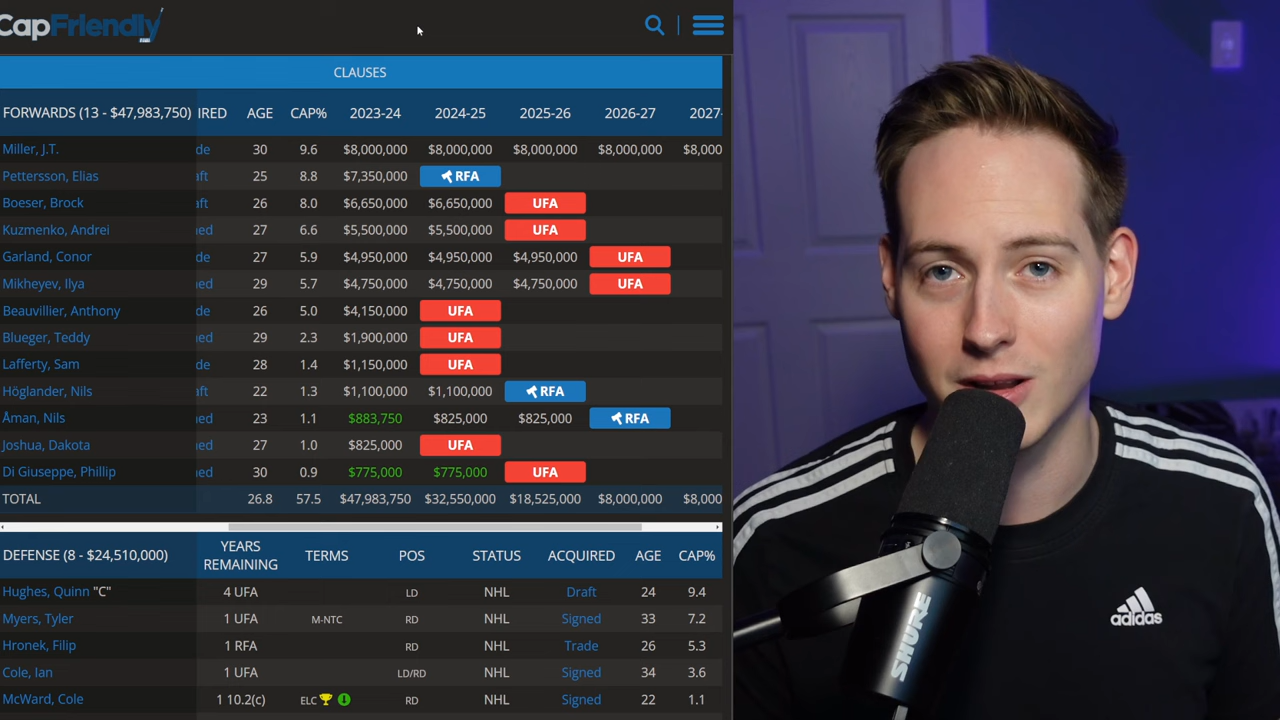 CapFriendly
CLAUSES
FORWARDS (13 - $47,983,750) IRED AGE CAP% 2023-24 2024-25 2025-26 2026-27 2027-
Miller, J.T. de 30 9.6 $8,000,000 $8,000,000 $8,000,000 $8,000,000 $8,000
Pettersson, Elias aft 25 8.8 $7,350,000 RFA
Boeser, Brock aft 26 8.0 $6,650,000 $6,650,000 UFA
Kuzmenko, Andrei ned 27 6.6 $5,500,000 $5,500,000 UFA
Garland, Conor de 27 5.9 $4,950,000 $4,950,000 $4,950,000 UFA
Mikheyev, Ilya ned 29 5.7 $4,750,000 $4,750,000 $4,750,000 UFA
Beauvillier, Anthony de 26 5.0 $4,150,000 UFA
Blueger, Teddy ned 29 2.3 $1,900,000 UFA
Lafferty, Sam de 28 1.4 $1,150,000 UFA
Höglander, Nils aft 22 1.3 $1,100,000 $1,100,000 RFA
Åman, Nils ned 23 1.1 $883,750 $825,000 $825,000 RFA
Joshua, Dakota ned 27 1.0 $825,000 UFA
Di Giuseppe, Phillip ned 30 0.9 $775,000 $775,000 UFA
TOTAL 26.8 57.5 $47,983,750 $32,550,000 $18,525,000 $8,000,000 $8,000
DEFENSE (8 - $24,510,000) YEARS REMAINING TERMS POS STATUS ACQUIRED AGE CAP%
Hughes, Quinn "C" 4 UFA LD NHL Draft 24 9.4
Myers, Tyler 1 UFA M-NTC RD NHL Signed 33 7.2
Hronek, Filip 1 RFA RD NHL Trade 26 5.3
Cole, Ian 1 UFA LD/RD NHL Signed 34 3.6
McWard, Cole 1 10.2(c) ELC RD NHL Signed 22 1.1
SHURE
adidas